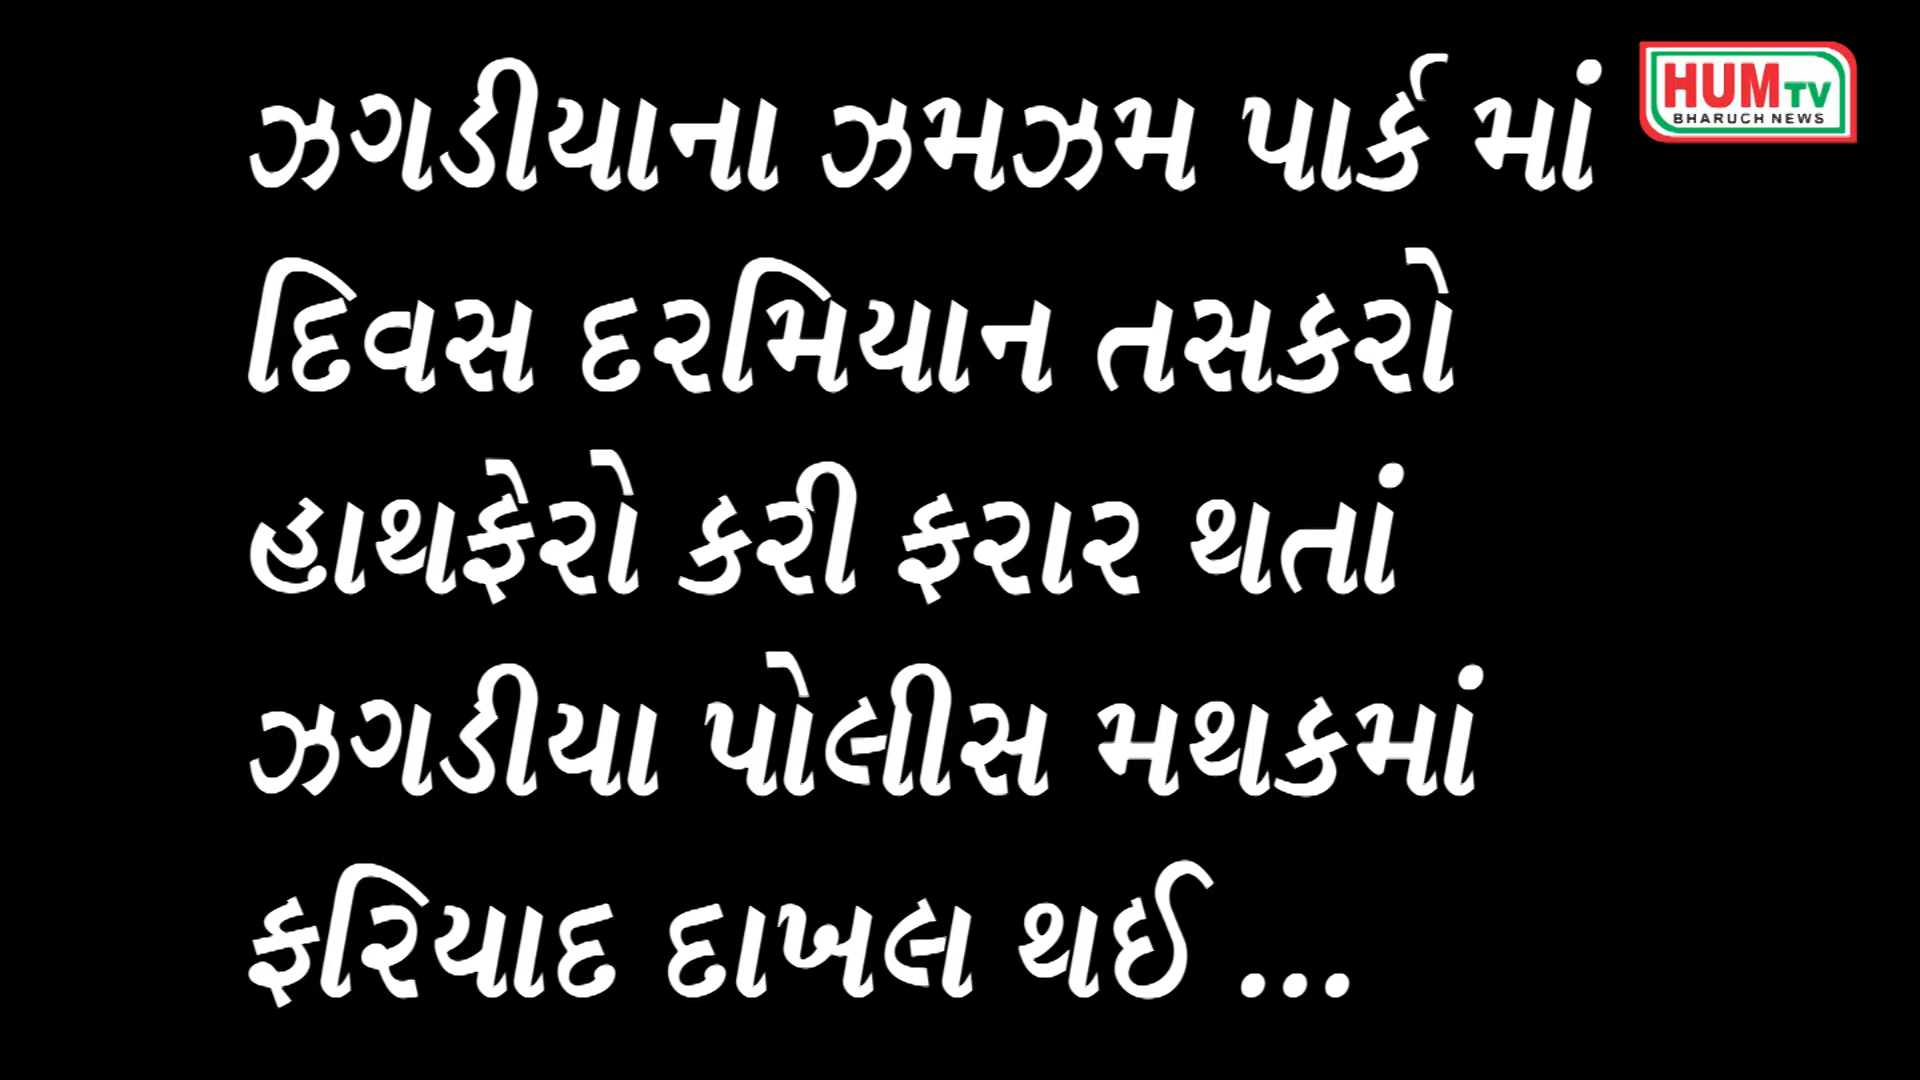 ઝગડીયાના ઝમઝમ પાર્ક માં
HUM TV
BHARUCH NEWS
દિવસ દરમિયાન તસકરો
હાથફેરો કરી ફરાર થતાં
ઝગડીયા પોલીસ મથકમાં
ફરિયાદ દાખલ થઈ ...